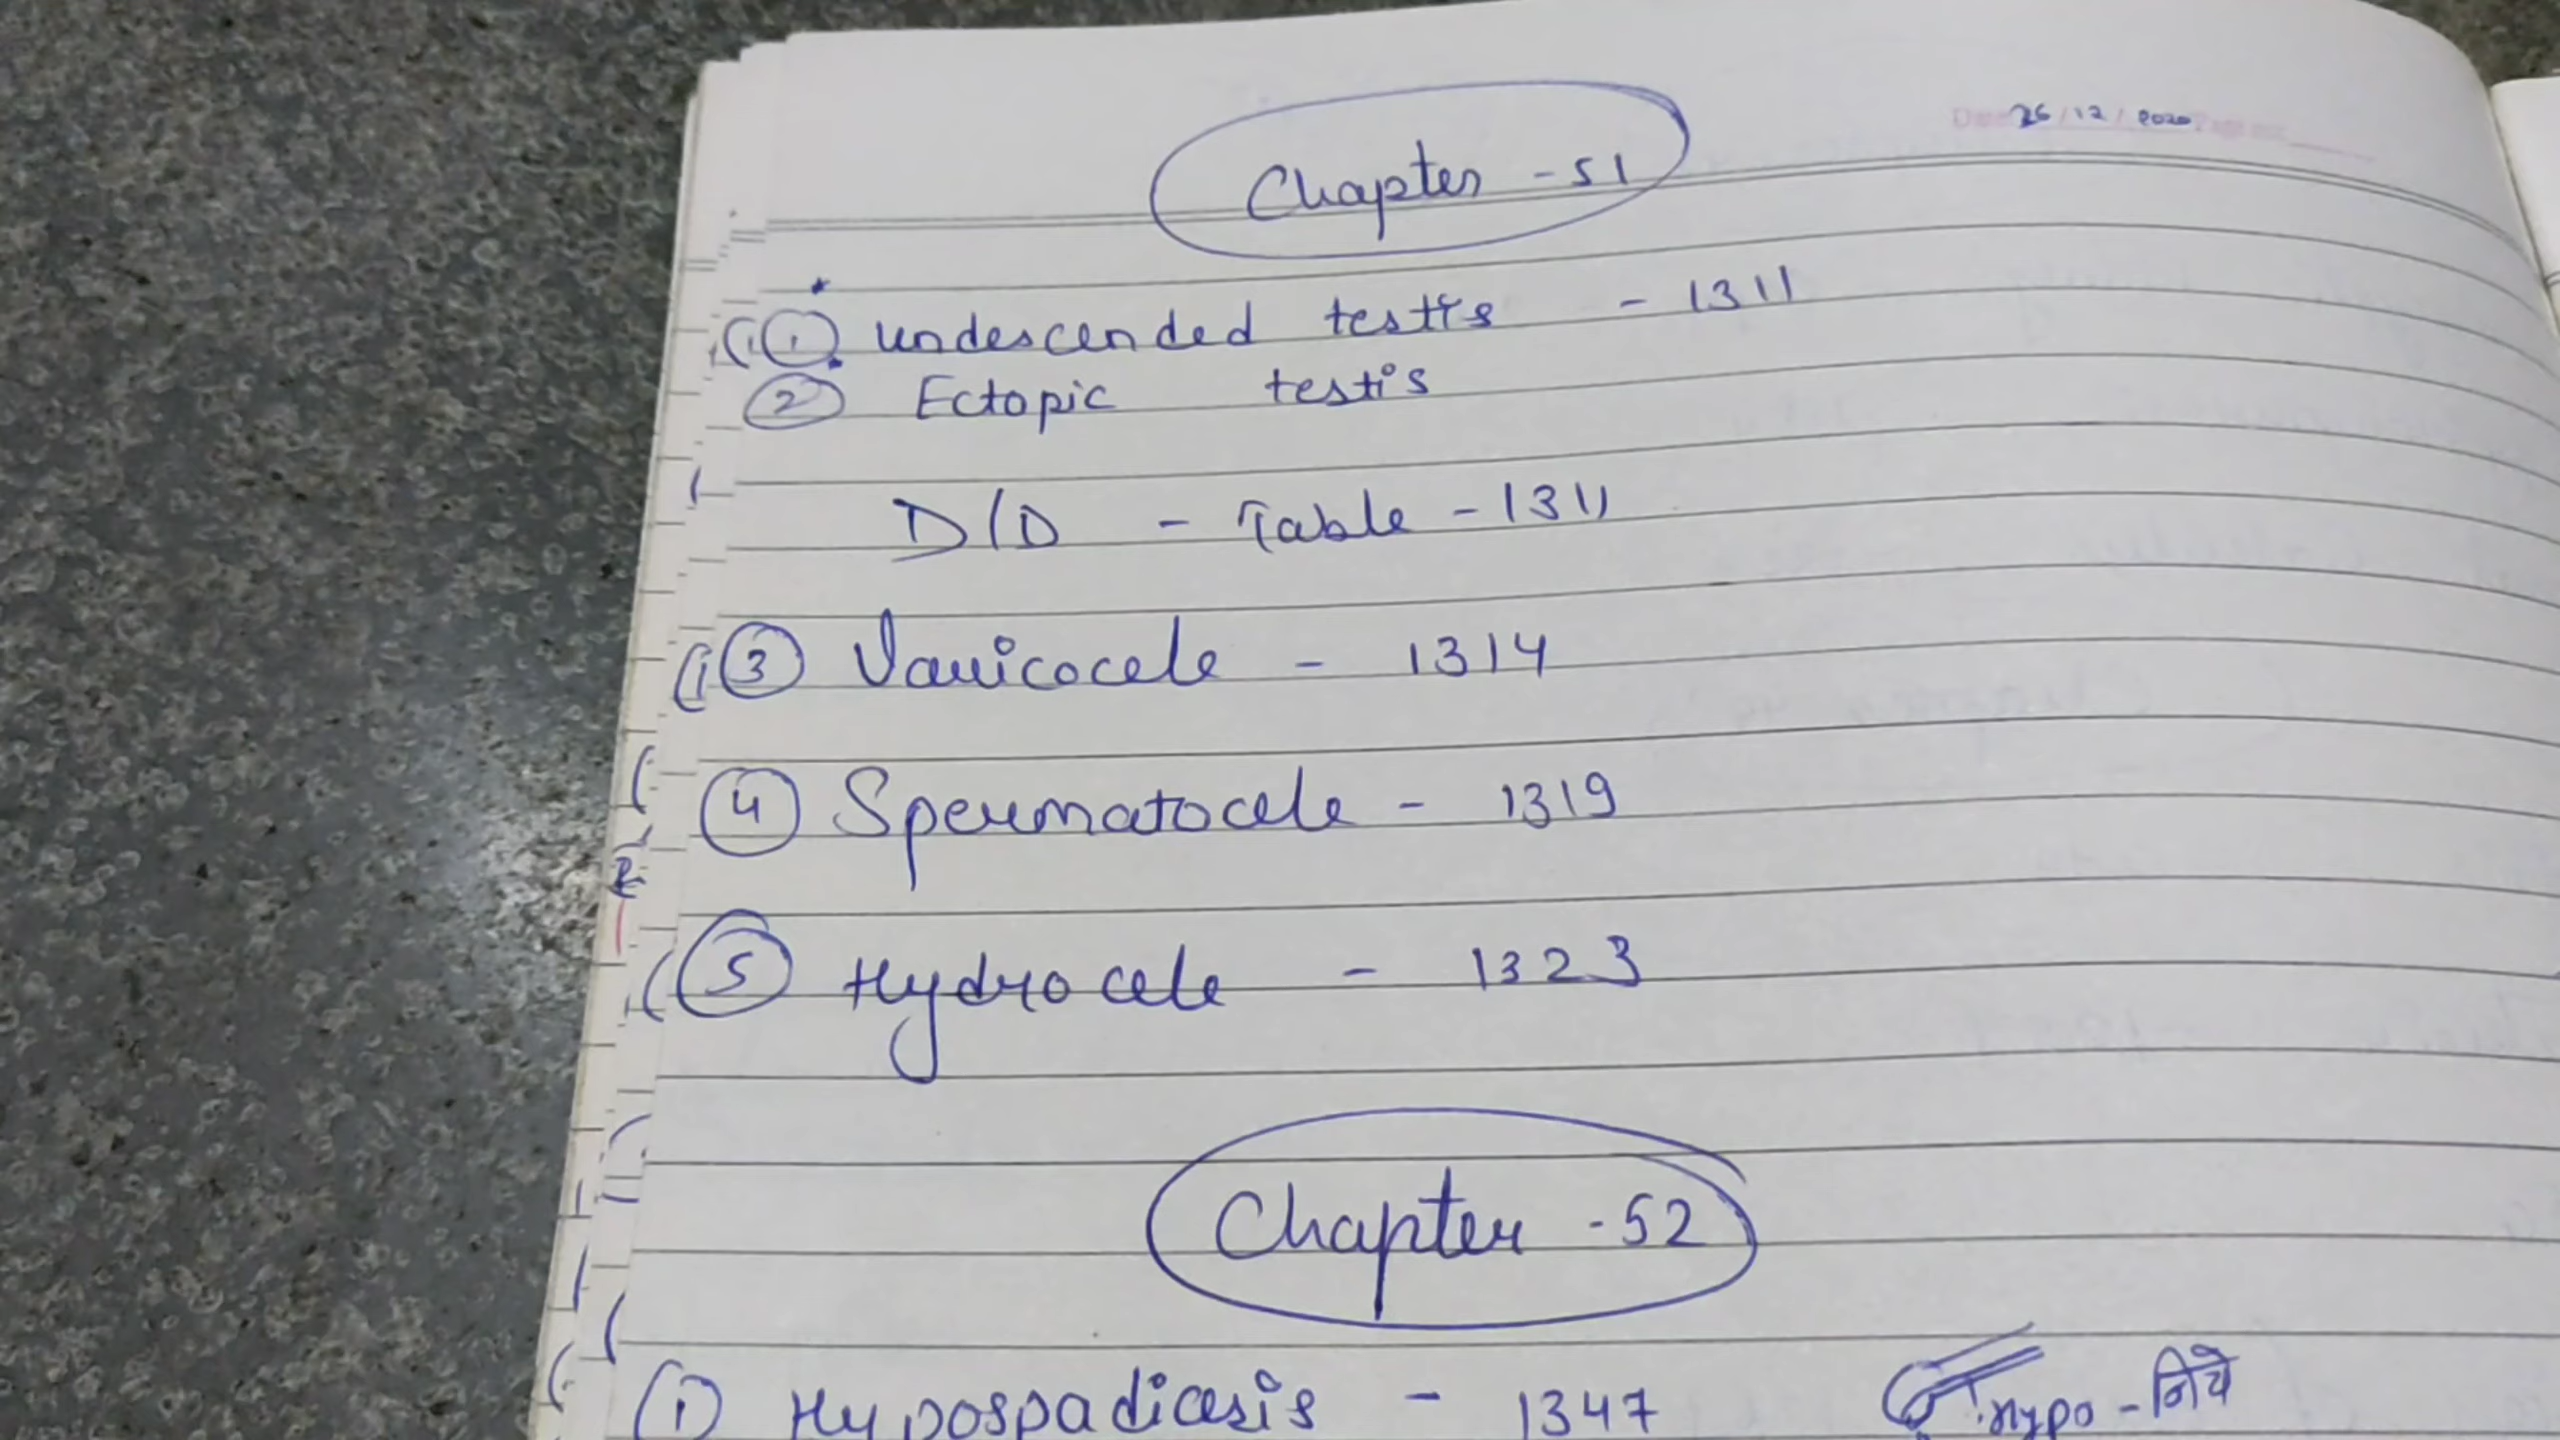 26/12/2020
Chapter - 51
① undescended testis - 1311
② Ectopic testis
D/D - Table - 1311
③ Varicocele - 1314
④ Spermatocele - 1319
⑤ Hydrocele - 1323
Chapter - 52
① Hypospadiasis - 1347 Hypo - निचे